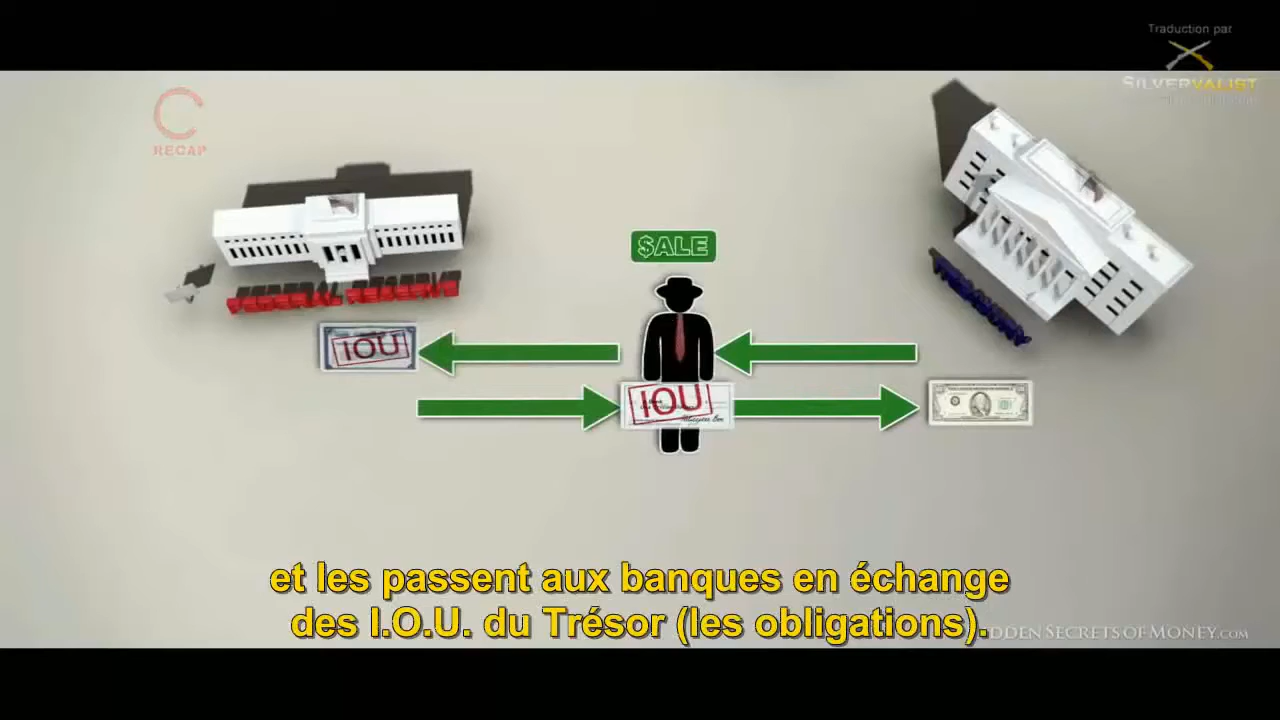 Traduction par
SILVERVALIST
RECAP
$ALE
FEDERAL RESERVE
TREASURY
IOU
IOU
et les passent aux banques en échange
des I.O.U. du Trésor (les obligations).
DDEN SECRETS OF MONEY.COM